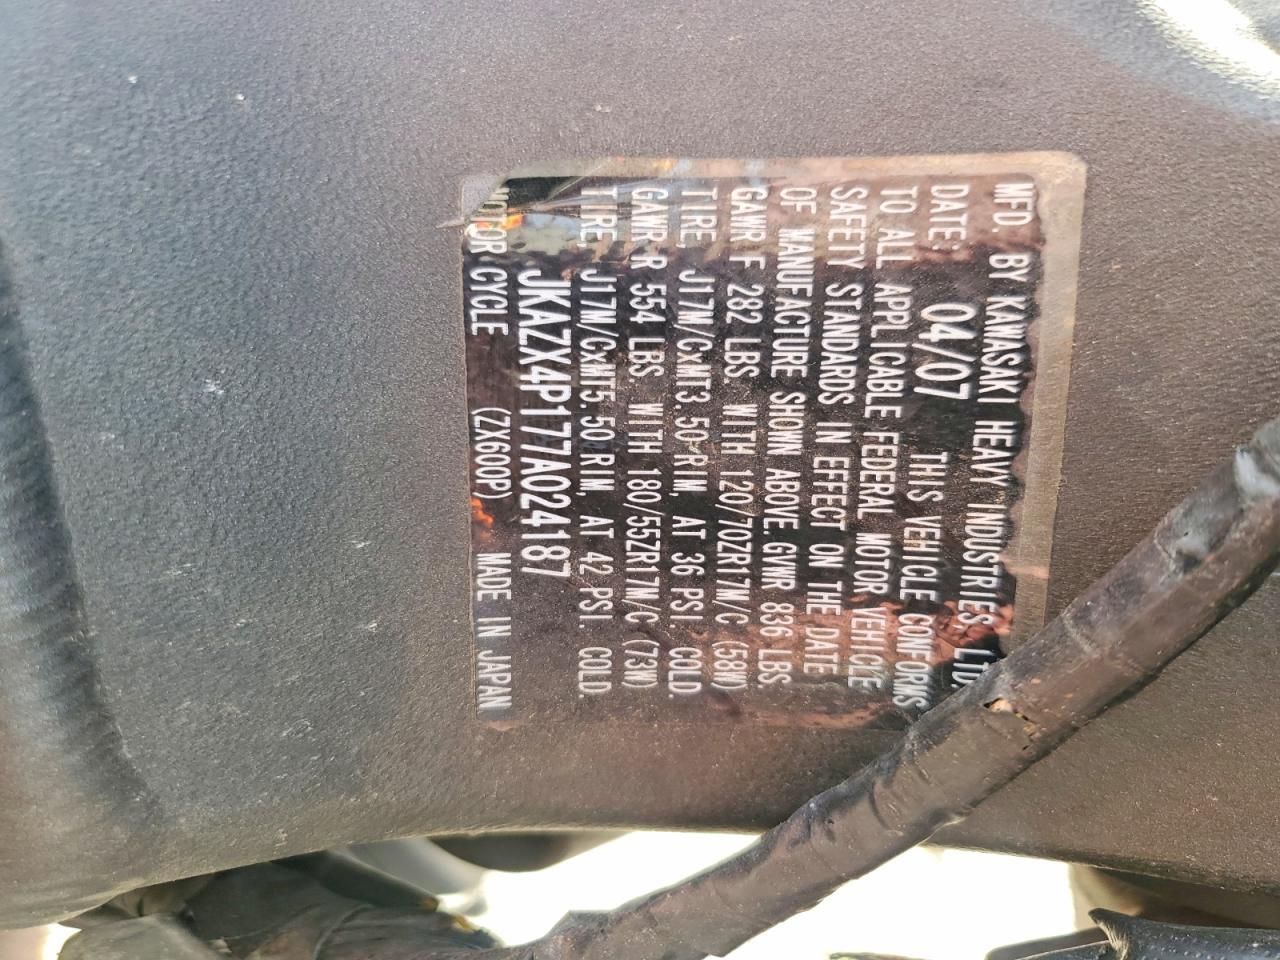 MFD. BY KAWASAKI HEAVY INDUSTRIES, LTD.
DATE: 04/07 THIS VEHICLE CONFORMS
TO ALL APPLICABLE FEDERAL MOTOR VEHICLE
SAFETY STANDARDS IN EFFECT ON THE DATE
OF MANUFACTURE SHOWN ABOVE. GVWR 836 LBS.
GAWR F 282 LBS. WITH 120/70ZR17M/C (58W)
TIRE, J17M/CxMT3.50 RIM, AT 36 PSI. COLD.
GAWR R 554 LBS. WITH 180/55ZR17M/C (73W)
TIRE, J17M/CxMT5.50 RIM, AT 42 PSI. COLD.
JKAZX4P177A024187
MOTOR CYCLE (ZX600P) MADE IN JAPAN